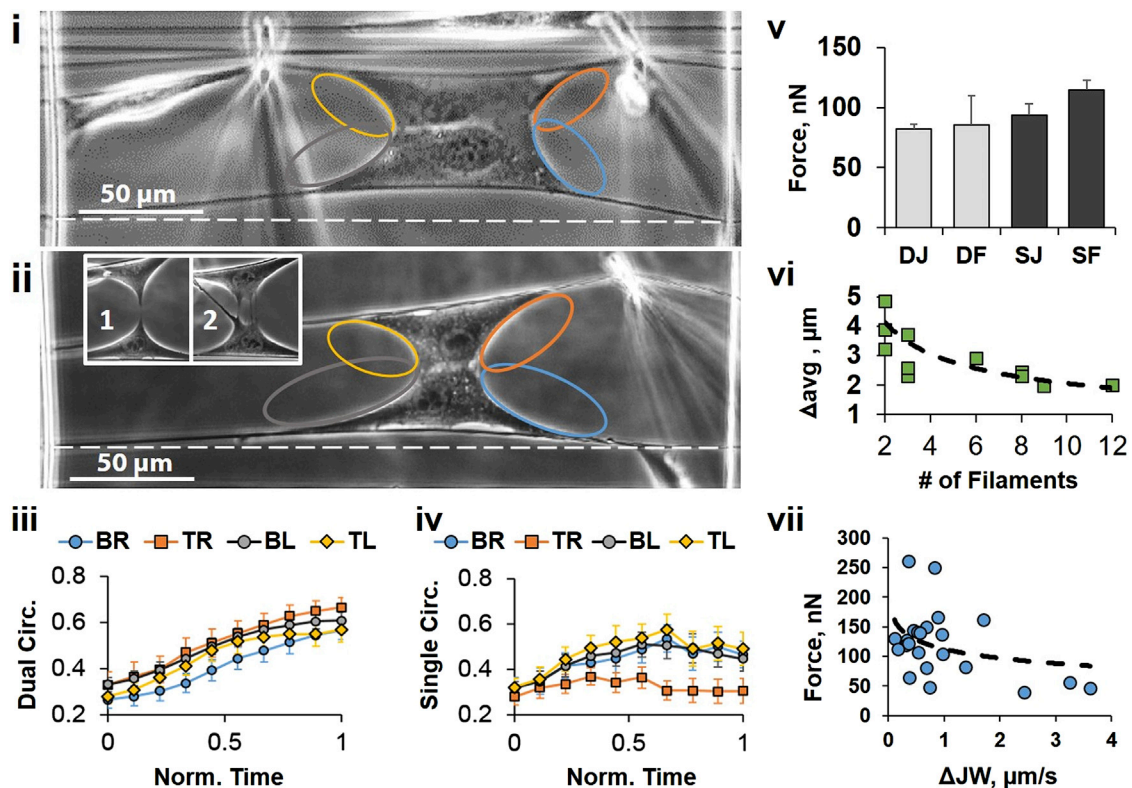 i
50 µm
ii
1
2
50 µm
iii
BR TR BL TL
0.8
0.6
0.4
0.2
Dual Circ.
0 0.5 1
Norm. Time
iv
BR TR BL TL
0.8
0.6
0.4
0.2
Single Circ.
0 0.5 1
Norm. Time
v
150
100
50
0
Force, nN
DJ DF SJ SF
vi
5
4
3
2
1
Δavg , µm
2 4 6 8 10 12
# of Filaments
vii
300
250
200
150
100
50
0
Force, nN
0 1 2 3 4
ΔJW, µm/s